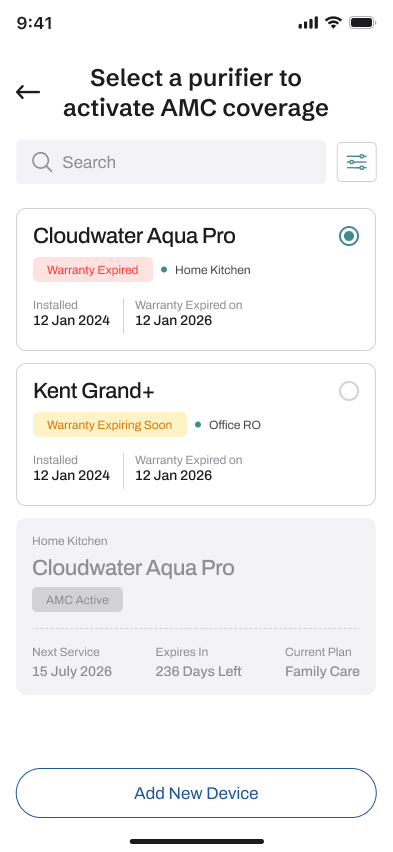 9:41
Select a purifier to
activate AMC coverage
Search
Cloudwater Aqua Pro
Warranty Expired • Home Kitchen
Installed Warranty Expired on
12 Jan 2024 12 Jan 2026
Kent Grand+
Warranty Expiring Soon • Office RO
Installed Warranty Expired on
12 Jan 2024 12 Jan 2026
Home Kitchen
Cloudwater Aqua Pro
AMC Active
Next Service Expires In Current Plan
15 July 2026 236 Days Left Family Care
Add New Device